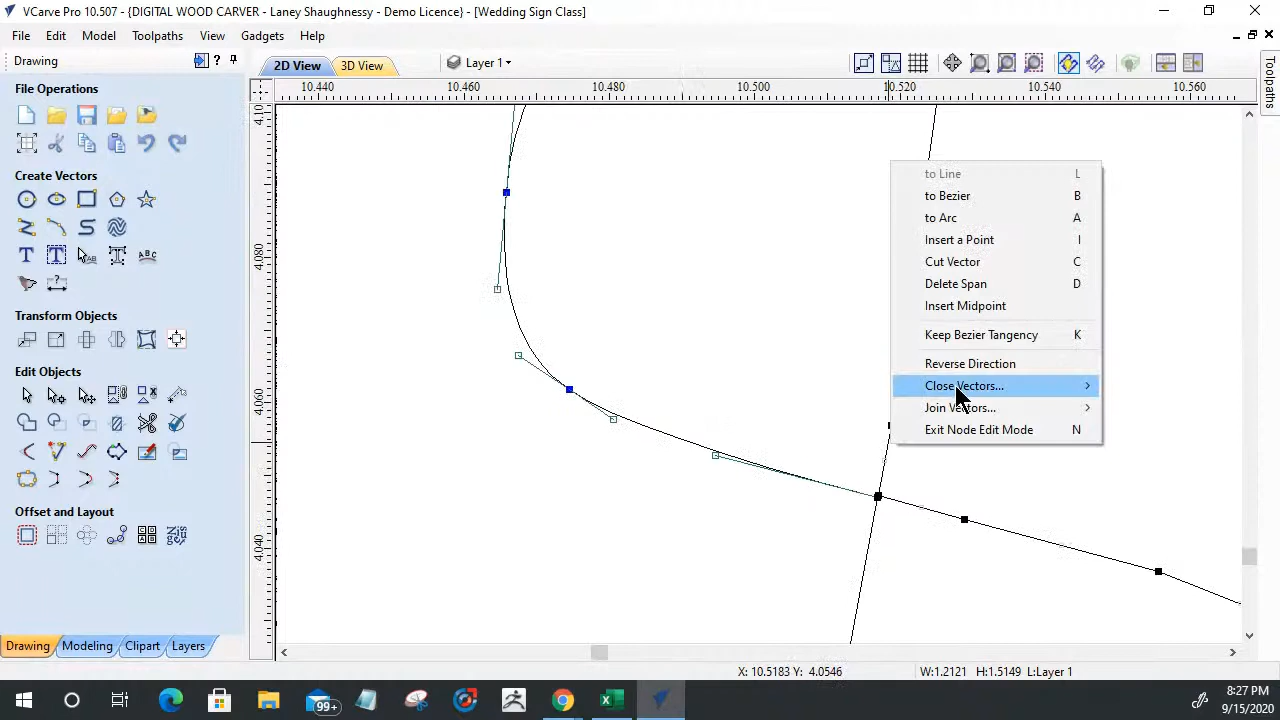 VCarve Pro 10.507 - {DIGITAL WOOD CARVER - Laney Shaughnessy - Demo Licence} - [Wedding Sign Class]
File Edit Model Toolpaths View Gadgets Help
Drawing
2D View 3D View Layer 1
File Operations
Create Vectors
Transform Objects
Edit Objects
Offset and Layout
Drawing Modeling Clipart Layers
10.440 10.460 10.480 10.500 10.520 10.540 10.560
4.10
4.080
4.060
4.040
to Line L
to Bezier B
to Arc A
Insert a Point I
Cut Vector C
Delete Span D
Insert Midpoint
Keep Bezier Tangency K
Reverse Direction
Close Vectors...
Join Vectors...
Exit Node Edit Mode N
Toolpaths
X: 10.5183 Y: 4.0546 W:1.2121 H:1.5149 L:Layer 1
99+
8:27 PM
9/15/2020